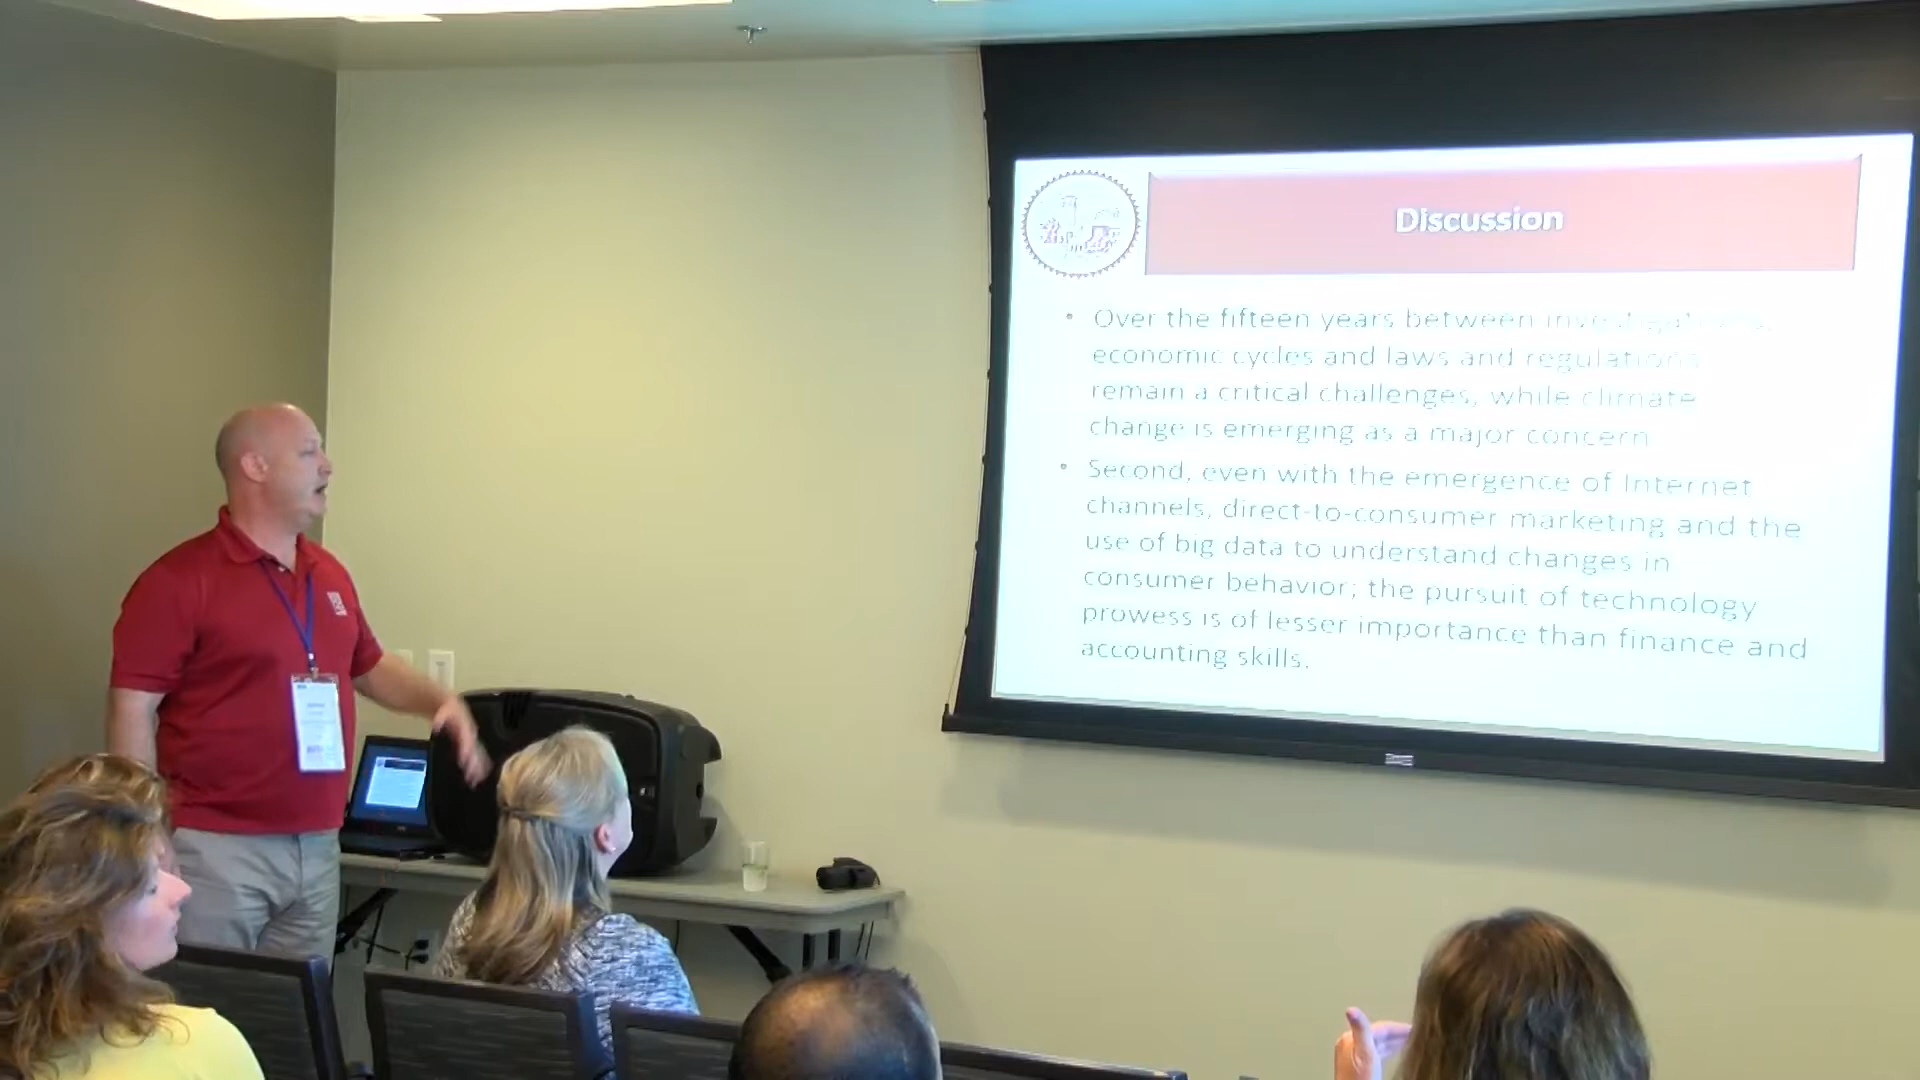 Discussion
• Over the fifteen years between investigations,
economic cycles and laws and regulations
remain a critical challenges, while climate
change is emerging as a major concern
• Second, even with the emergence of Internet
channels, direct-to-consumer marketing and the
use of big data to understand changes in
consumer behavior; the pursuit of technology
prowess is of lesser importance than finance and
accounting skills.